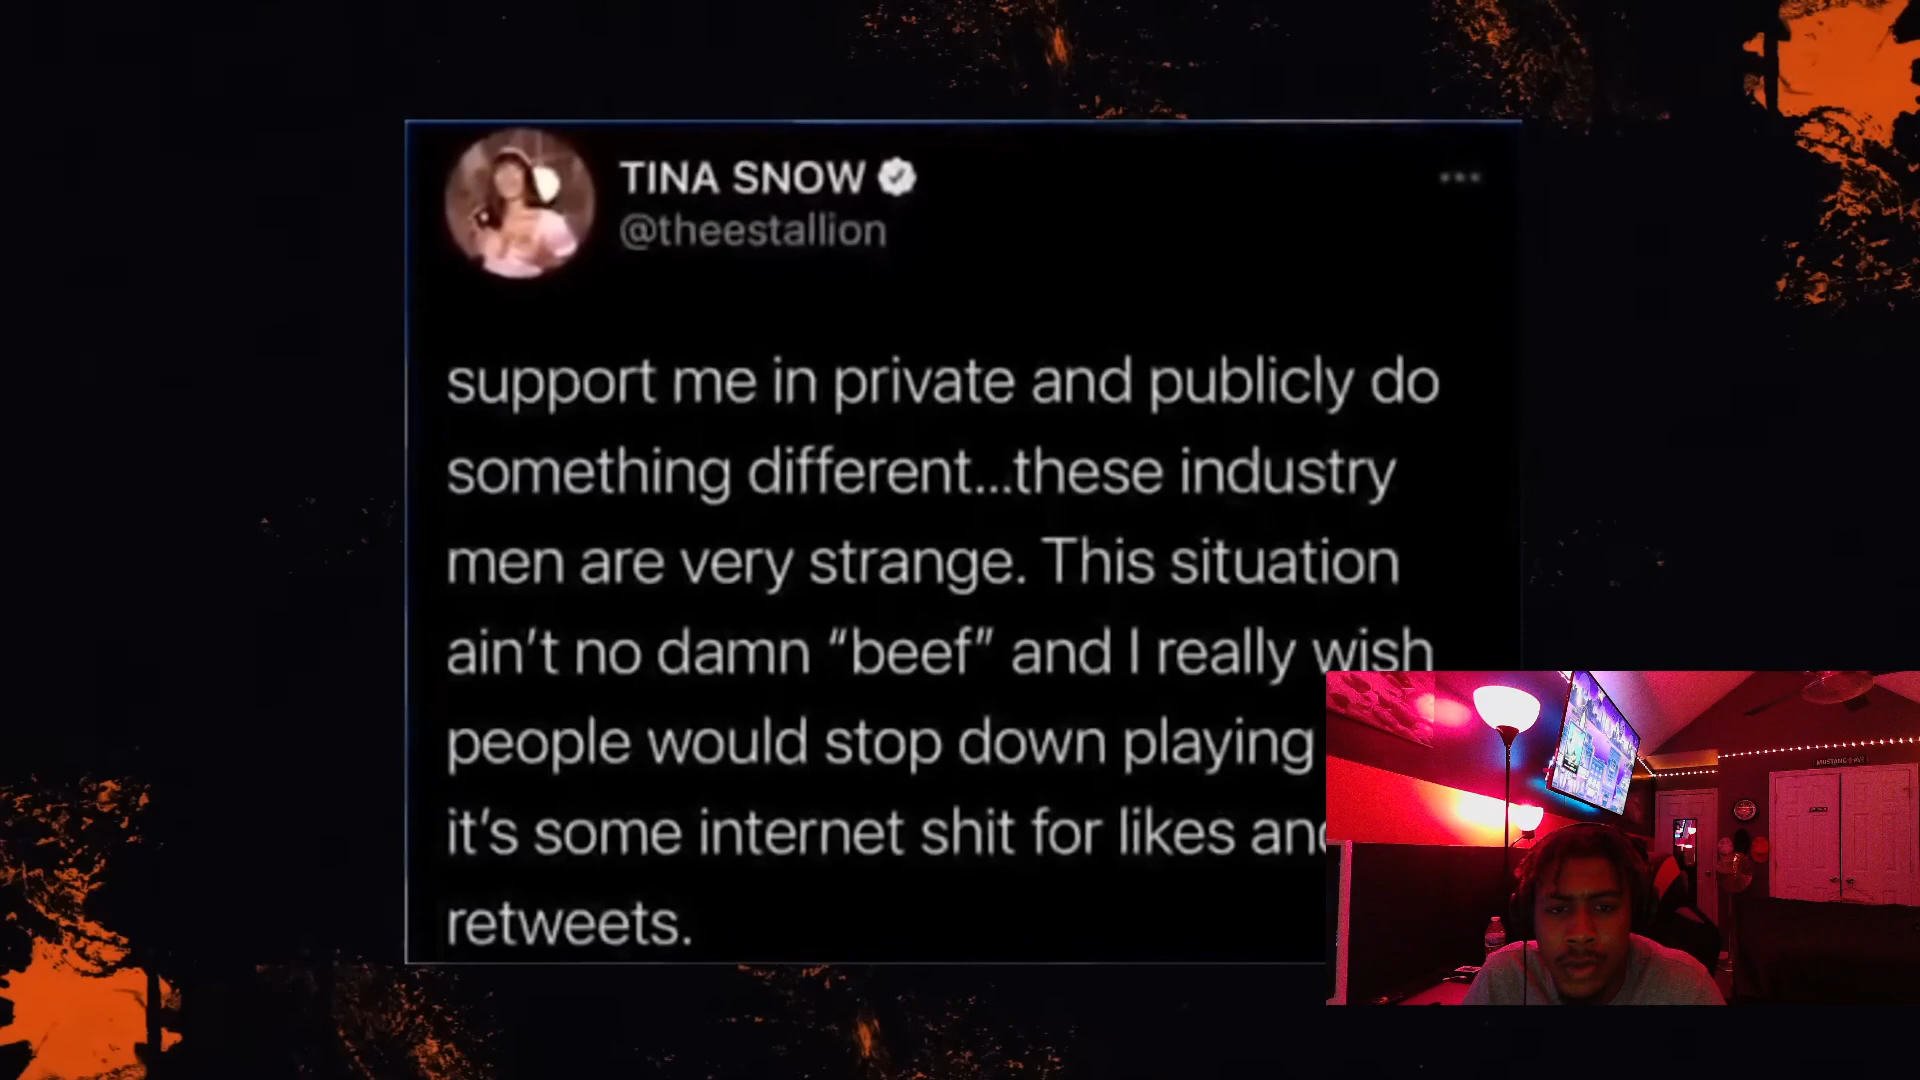 TINA SNOW
@theestallion
support me in private and publicly do
something different...these industry
men are very strange. This situation
ain't no damn “beef” and I really wish
people would stop down playing
it's some internet shit for likes and
retweets.